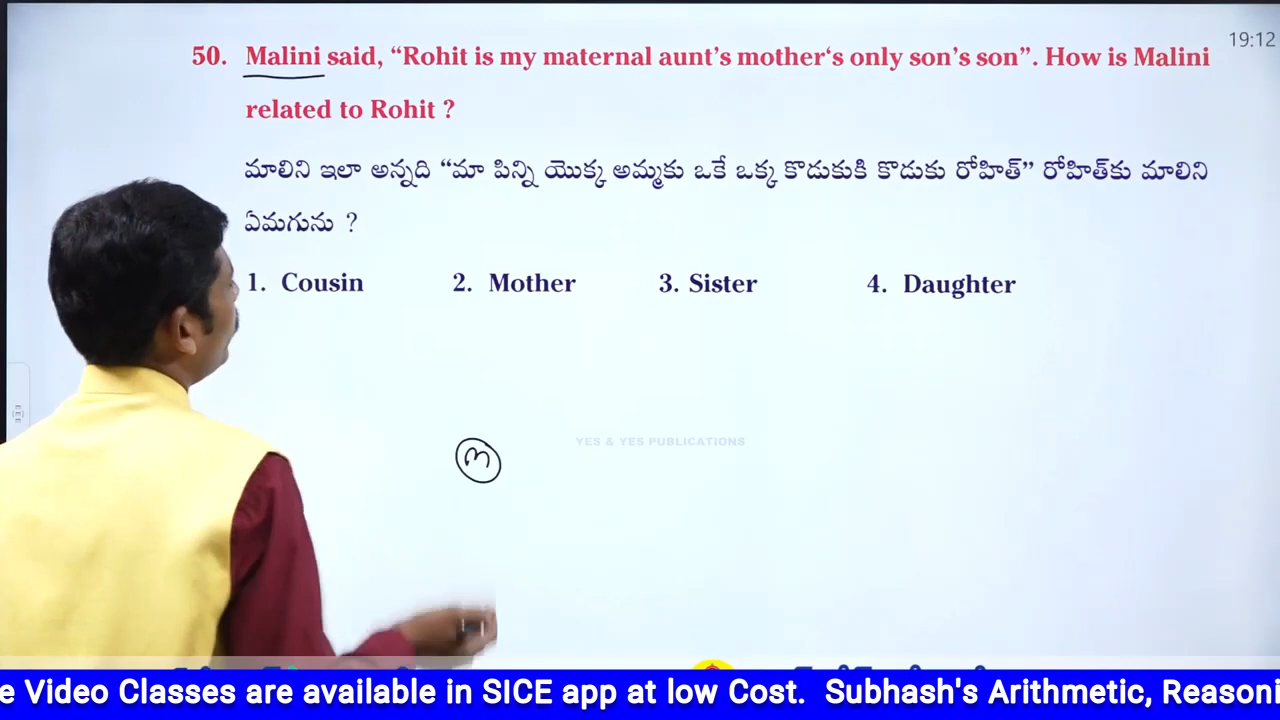 19:12
50. Malini said, “Rohit is my maternal aunt’s mother‘s only son’s son”. How is Malini
related to Rohit ?
మాలిని ఇలా అన్నది “మా పిన్ని యొక్క అమ్మకు ఒకే ఒక్క కొడుకుకి కొడుకు రోహిత్” రోహిత్‌కు మాలిని
ఏమగును ?
1. Cousin 2. Mother 3. Sister 4. Daughter
YES & YES PUBLICATIONS
m
e Video Classes are available in SICE app at low Cost. Subhash's Arithmetic, Reasoni